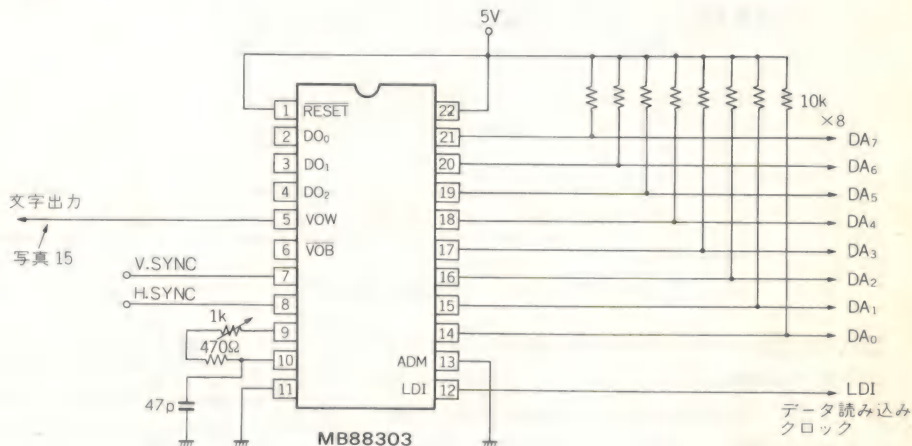 5V
10k
×8
1 RESET 22
2 DO₀ 21 DA₇
3 DO₁ 20 DA₆
4 DO₂ 19 DA₅
文字出力
5 VOW 18 DA₄
写真15
6 VOB 17 DA₃
V.SYNC
7 16 DA₂
H.SYNC
8 15 DA₁
1k
9 14 DA₀
470Ω
10 ADM 13
11 LDI 12 LDI
47p
データ読み込み
クロック
MB88303